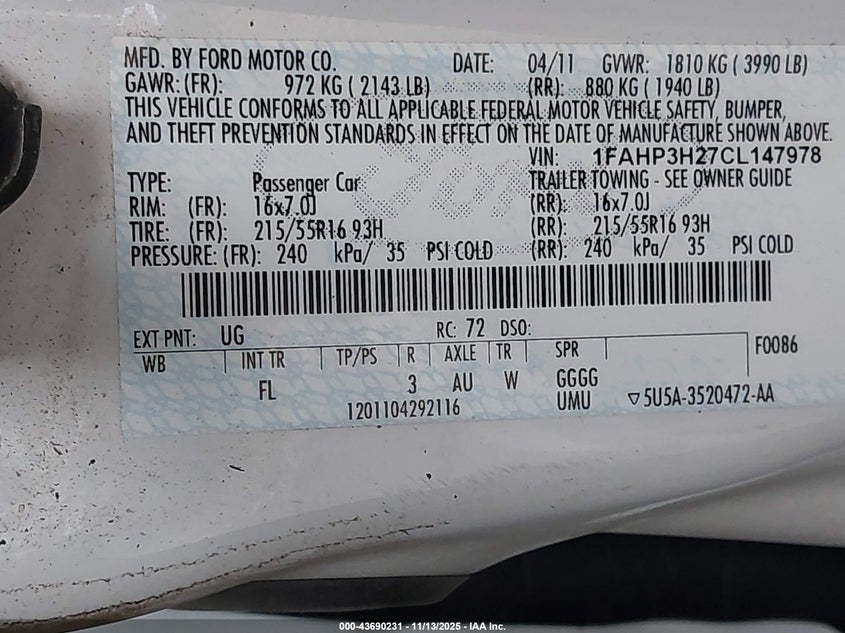 MFD. BY FORD MOTOR CO. DATE: 04/11 GVWR: 1810 KG ( 3990 LB)
GAWR: (FR): 972 KG ( 2143 LB) (RR): 880 KG ( 1940 LB)
THIS VEHICLE CONFORMS TO ALL APPLICABLE FEDERAL MOTOR VEHICLE SAFETY, BUMPER,
AND THEFT PREVENTION STANDARDS IN EFFECT ON THE DATE OF MANUFACTURE SHOWN ABOVE.
VIN: 1FAHP3H27CL147978
TYPE: Passenger Car TRAILER TOWING - SEE OWNER GUIDE
RIM: (FR): 16x7.0J (RR): 16x7.0J
TIRE: (FR): 215/55R16 93H (RR): 215/55R16 93H
PRESSURE: (FR): 240 kPa/ 35 PSI COLD (RR): 240 kPa/ 35 PSI COLD
EXT PNT: UG RC: 72 DSO:
WB INT TR TP/PS R AXLE TR SPR F0086
FL 3 AU W GGGG
1201104292116 UMU ▽5U5A-3520472-AA
000-43690231 - 11/13/2025 - IAA Inc.